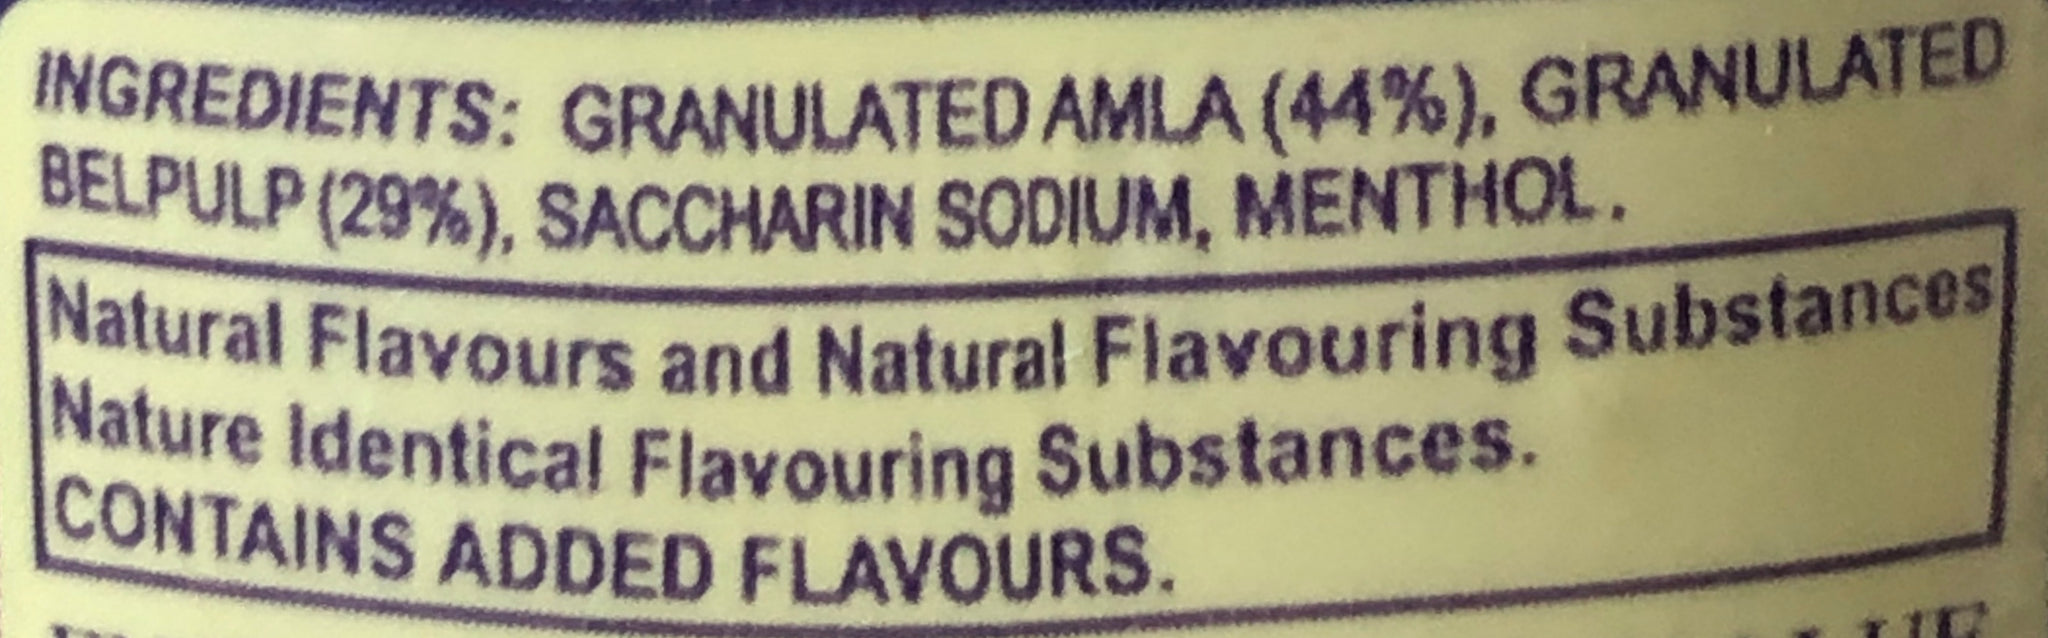 INGREDIENTS: GRANULATED AMLA (44%), GRANULATED
BELPULP (29%), SACCHARIN SODIUM, MENTHOL.
Natural Flavours and Natural Flavouring Substances
Nature Identical Flavouring Substances.
CONTAINS ADDED FLAVOURS.